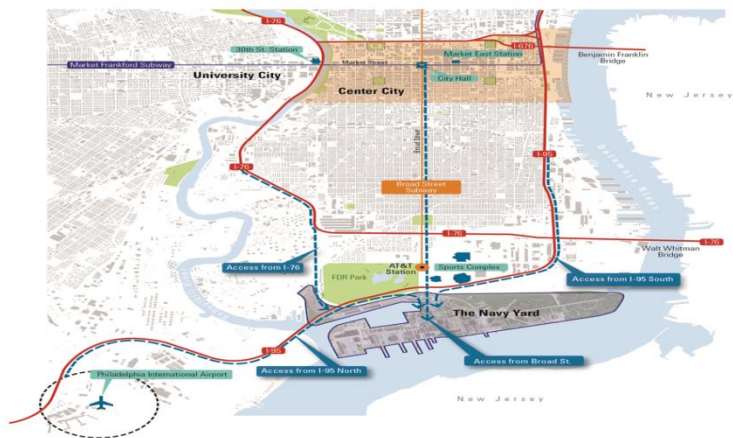 I-76
30th St. Station
Market East Station
I-676
Benjamin Franklin
Bridge
Market Frankford Subway
Market Street
University City
City Hall
Center City
New Jersey
Broad Street
I-95
I-76
Broad Street
Subway
I-76
I-76
Walt Whitman
Bridge
AT&T
Station
Sports Complex
Access from I-76
FDR Park
Access from I-95 South
The Navy Yard
I-95
Access from Broad St.
Access from I-95 North
Philadelphia International Airport
New Jersey